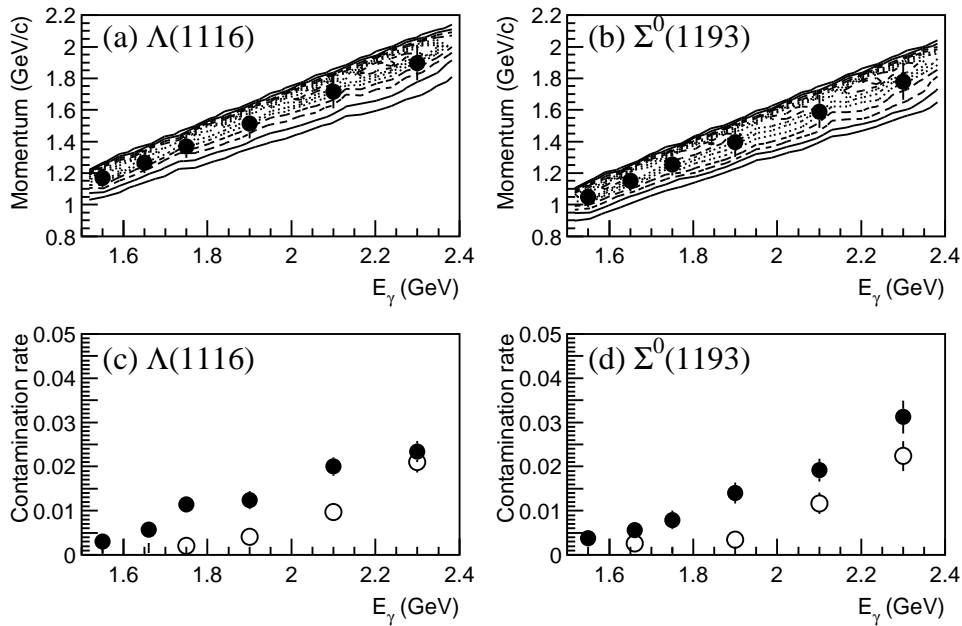 Momentum (GeV/c)
2.2
2
1.8
1.6
1.4
1.2
1
0.8
(a) Λ(1116)
1.6 1.8 2 2.2 2.4
E_γ (GeV)
Momentum (GeV/c)
2.2
2
1.8
1.6
1.4
1.2
1
0.8
(b) Σ⁰(1193)
1.6 1.8 2 2.2 2.4
E_γ (GeV)
Contamination rate
0.05
0.04
0.03
0.02
0.01
0
(c) Λ(1116)
1.6 1.8 2 2.2 2.4
E_γ (GeV)
Contamination rate
0.05
0.04
0.03
0.02
0.01
0
(d) Σ⁰(1193)
1.6 1.8 2 2.2 2.4
E_γ (GeV)